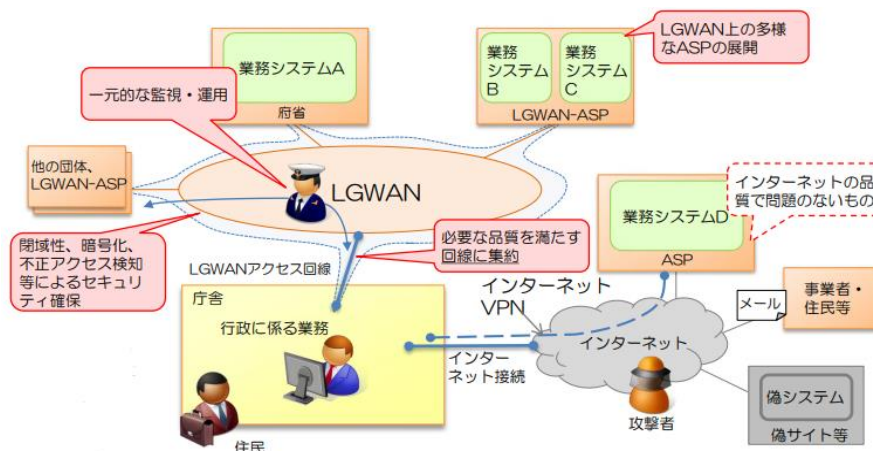 LGWAN上の多様
なASPの展開
業務システムA
府省
業務
システム
B
業務
システム
C
LGWAN-ASP
一元的な監視・運用
他の団体、
LGWAN-ASP
LGWAN
インターネットの品
質で問題のないもの
業務システムD
ASP
閉域性、暗号化、
不正アクセス検知
等によるセキュリ
ティ確保
必要な品質を満たす
回線に集約
LGWANアクセス回線
庁舎
行政に係る業務
インターネット
VPN
メール
事業者・
住民等
インターネット
インター
ネット接続
攻撃者
偽システム
偽サイト等
住民